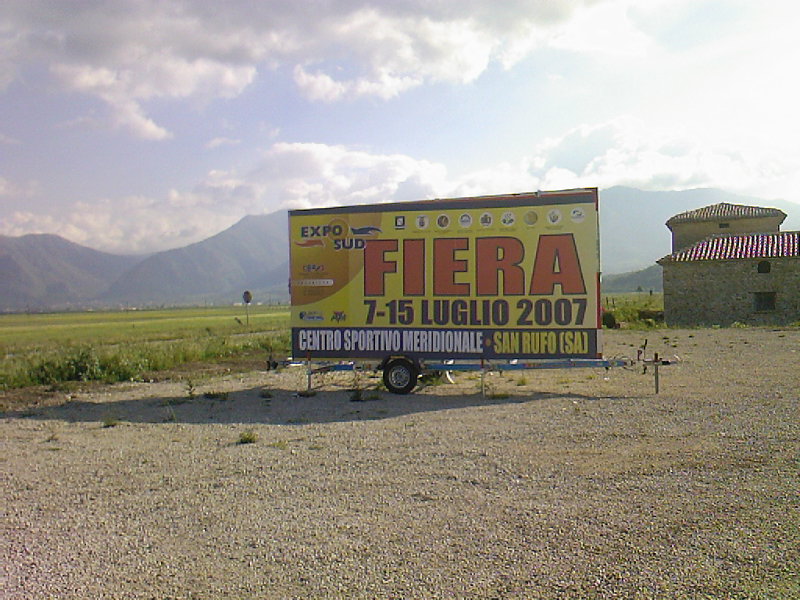 EXPO
SUD
FIERA
7-15 LUGLIO 2007
CENTRO SPORTIVO MERIDIONALE • SAN RUFO (SA)